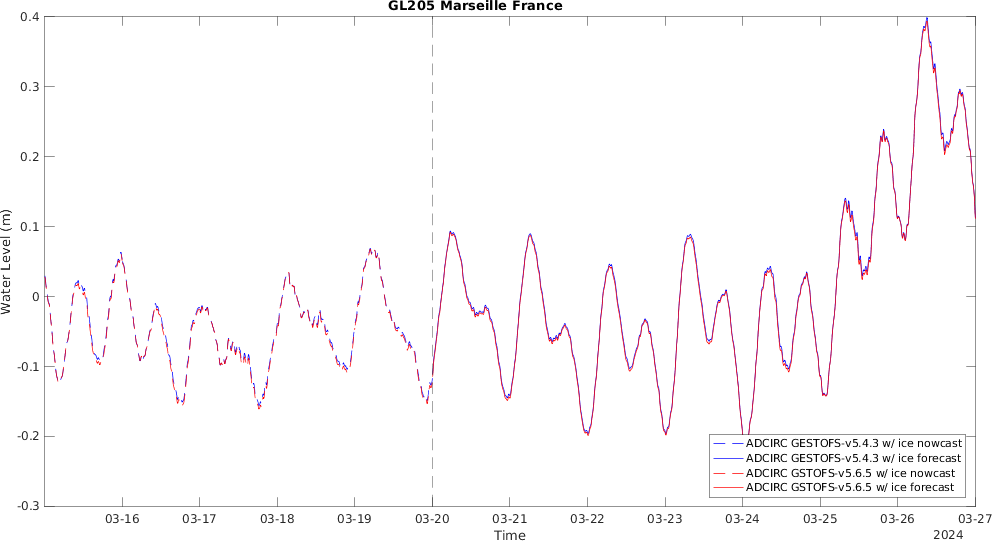 GL205 Marseille France
0.4
0.3
0.2
0.1
0
-0.1
-0.2
-0.3
Water Level (m)
ADCIRC GESTOFS-v5.4.3 w/ ice nowcast
ADCIRC GESTOFS-v5.4.3 w/ ice forecast
ADCIRC GSTOFS-v5.6.5 w/ ice nowcast
ADCIRC GSTOFS-v5.6.5 w/ ice forecast
03-16 03-17 03-18 03-19 03-20 03-21 03-22 03-23 03-24 03-25 03-26 03-27
Time
2024